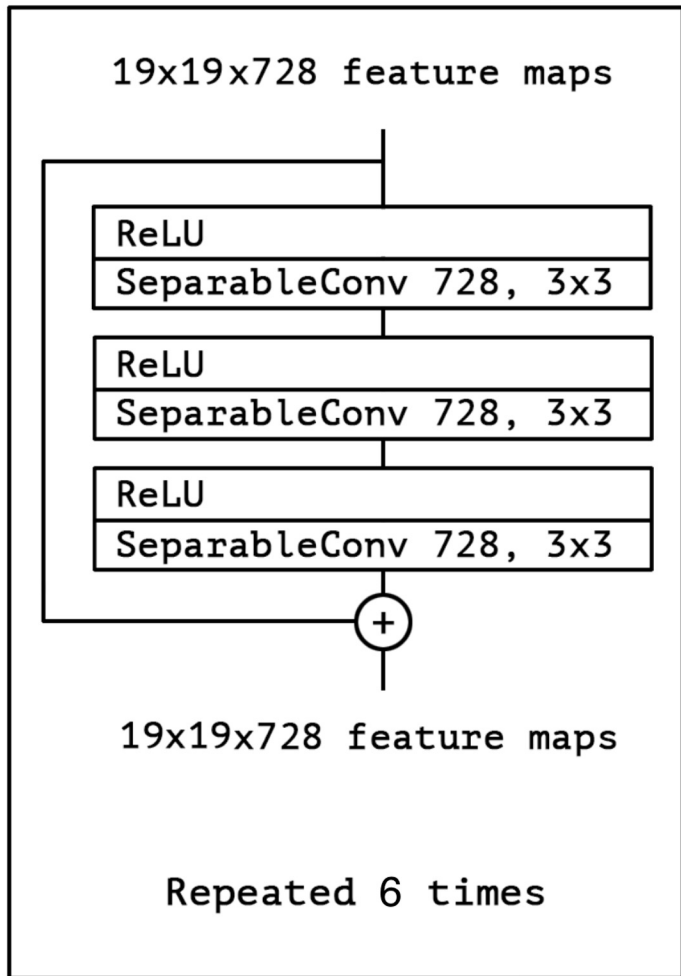 19x19x728 feature maps
ReLU
SeparableConv 728, 3x3
ReLU
SeparableConv 728, 3x3
ReLU
SeparableConv 728, 3x3
+
19x19x728 feature maps
Repeated 6 times